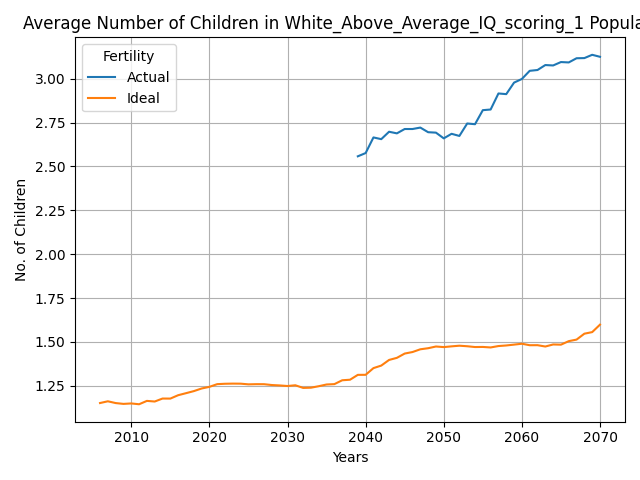 Average Number of Children in White_Above_Average_IQ_scoring_1 Popula
Fertility
Actual
Ideal
3.00
2.75
2.50
2.25
2.00
1.75
1.50
1.25
No. of Children
2010 2020 2030 2040 2050 2060 2070
Years